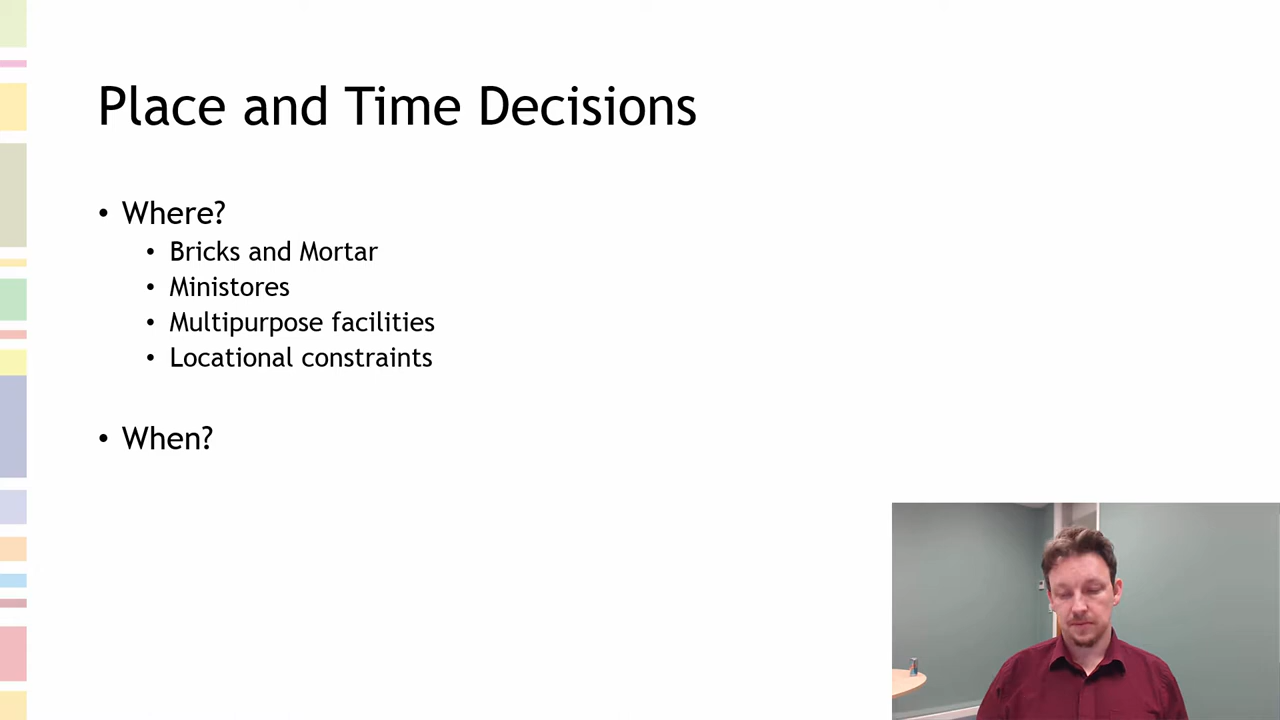 Place and Time Decisions
• Where?
• Bricks and Mortar
• Ministores
• Multipurpose facilities
• Locational constraints
• When?